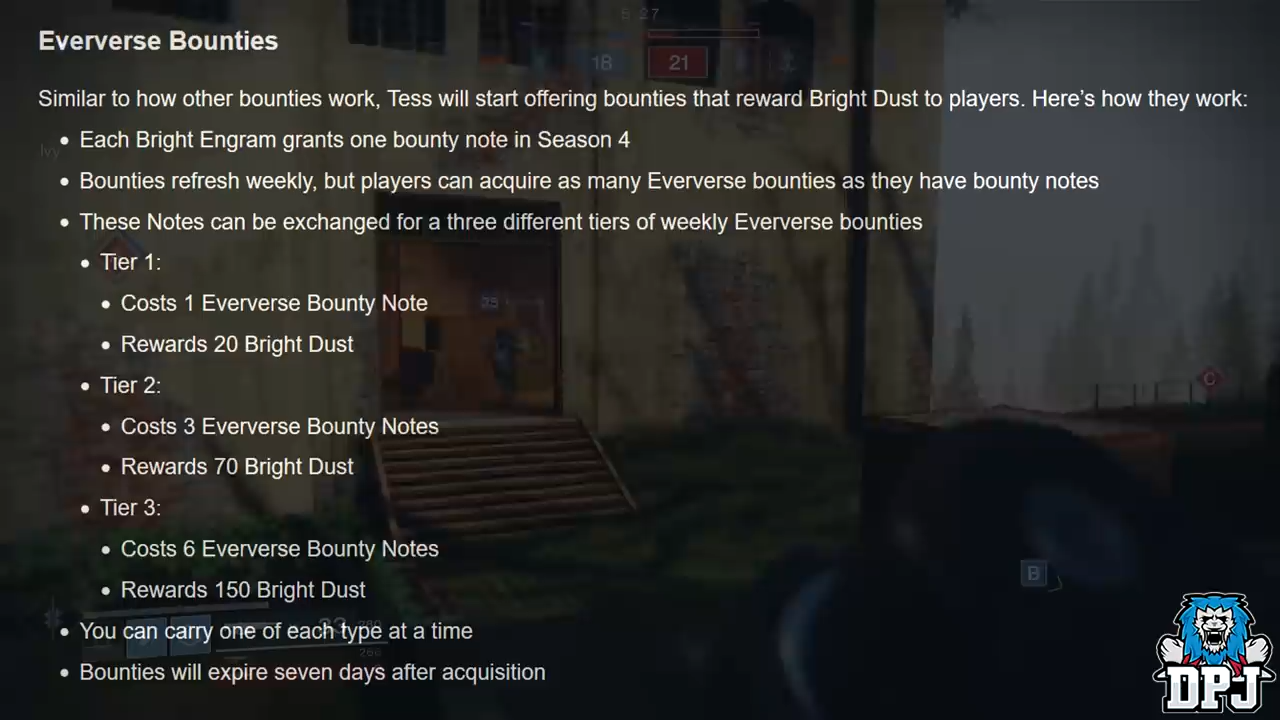 5:27
18
21
Eververse Bounties
Similar to how other bounties work, Tess will start offering bounties that reward Bright Dust to players. Here’s how they work:
Each Bright Engram grants one bounty note in Season 4
Ivy
Bounties refresh weekly, but players can acquire as many Eververse bounties as they have bounty notes
These Notes can be exchanged for a three different tiers of weekly Eververse bounties
Tier 1:
Costs 1 Eververse Bounty Note
Rewards 20 Bright Dust
Tier 2:
C
Costs 3 Eververse Bounty Notes
Rewards 70 Bright Dust
Tier 3:
Costs 6 Eververse Bounty Notes
B
Rewards 150 Bright Dust
You can carry one of each type at a time
Bounties will expire seven days after acquisition
DPJ